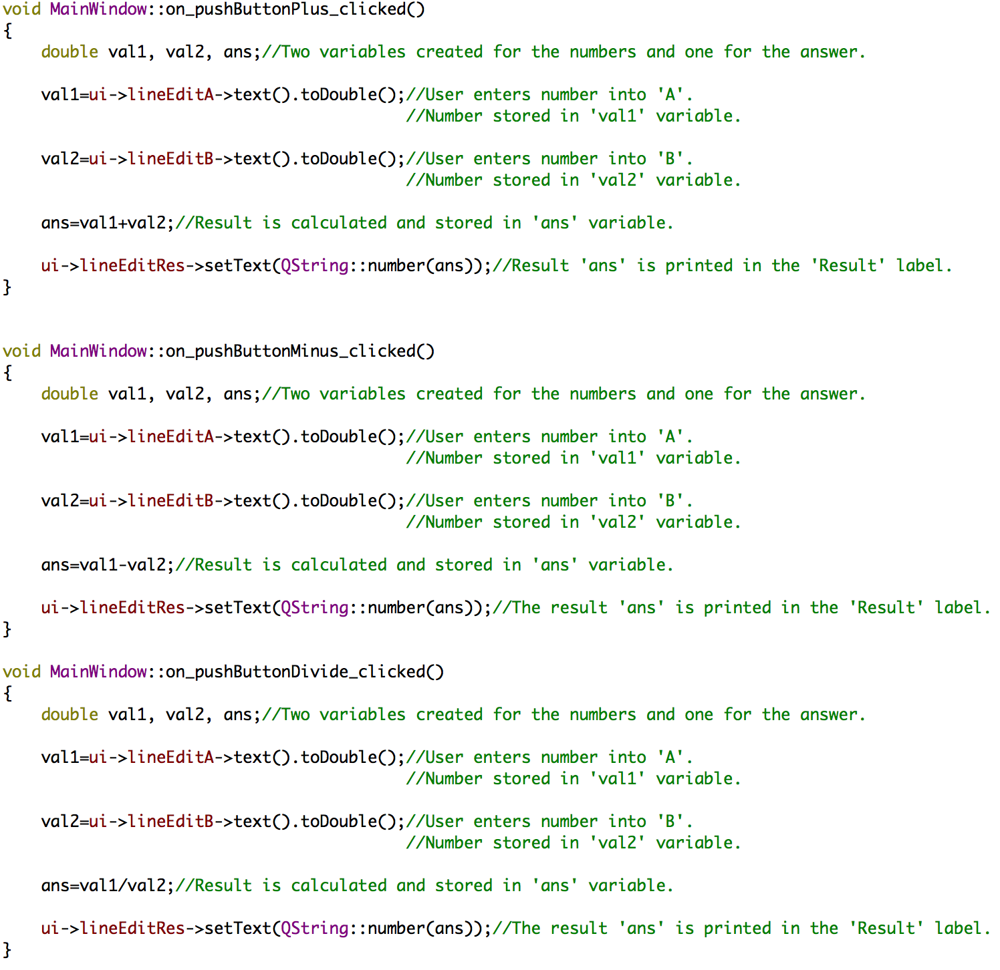 void MainWindow::on_pushButtonPlus_clicked()
{
    double val1, val2, ans;//Two variables created for the numbers and one for the answer.
    val1=ui->lineEditA->text().toDouble();//User enters number into 'A'.
                                          //Number stored in 'val1' variable.
    val2=ui->lineEditB->text().toDouble();//User enters number into 'B'.
                                          //Number stored in 'val2' variable.
    ans=val1+val2;//Result is calculated and stored in 'ans' variable.
    ui->lineEditRes->setText(QString::number(ans));//Result 'ans' is printed in the 'Result' label.
}
void MainWindow::on_pushButtonMinus_clicked()
{
    double val1, val2, ans;//Two variables created for the numbers and one for the answer.
    val1=ui->lineEditA->text().toDouble();//User enters number into 'A'.
                                          //Number stored in 'val1' variable.
    val2=ui->lineEditB->text().toDouble();//User enters number into 'B'.
                                          //Number stored in 'val2' variable.
    ans=val1-val2;//Result is calculated and stored in 'ans' variable.
    ui->lineEditRes->setText(QString::number(ans));//The result 'ans' is printed in the 'Result' label.
}
void MainWindow::on_pushButtonDivide_clicked()
{
    double val1, val2, ans;//Two variables created for the numbers and one for the answer.
    val1=ui->lineEditA->text().toDouble();//User enters number into 'A'.
                                          //Number stored in 'val1' variable.
    val2=ui->lineEditB->text().toDouble();//User enters number into 'B'.
                                          //Number stored in 'val2' variable.
    ans=val1/val2;//Result is calculated and stored in 'ans' variable.
    ui->lineEditRes->setText(QString::number(ans));//The result 'ans' is printed in the 'Result' label.
}